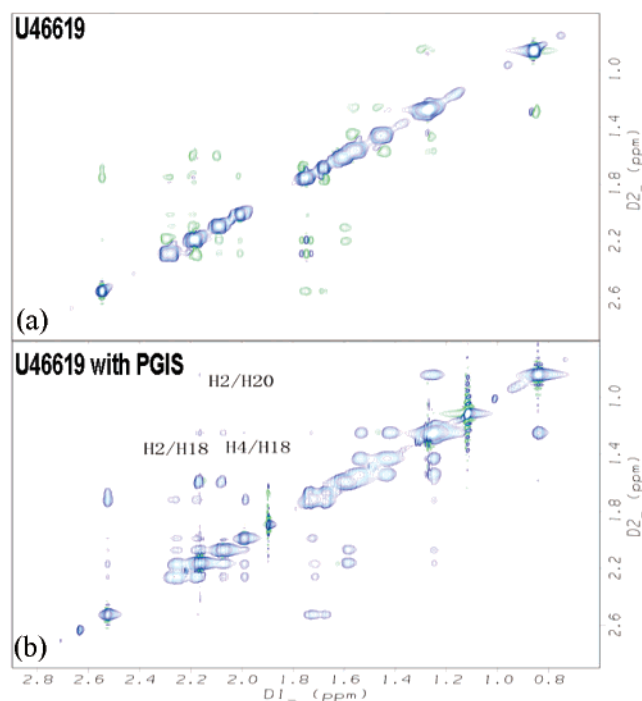 U46619
1.0
1.4
1.8
2.2
2.6
D2_ (ppm)
(a)
U46619 with PGIS
H2/H20
H2/H18 H4/H18
1.0
1.4
1.8
2.2
2.6
D2_ (ppm)
(b)
2.8 2.6 2.4 2.2 2.0 1.8 1.6 1.4 1.2 1.0 0.8
D1_ (ppm)